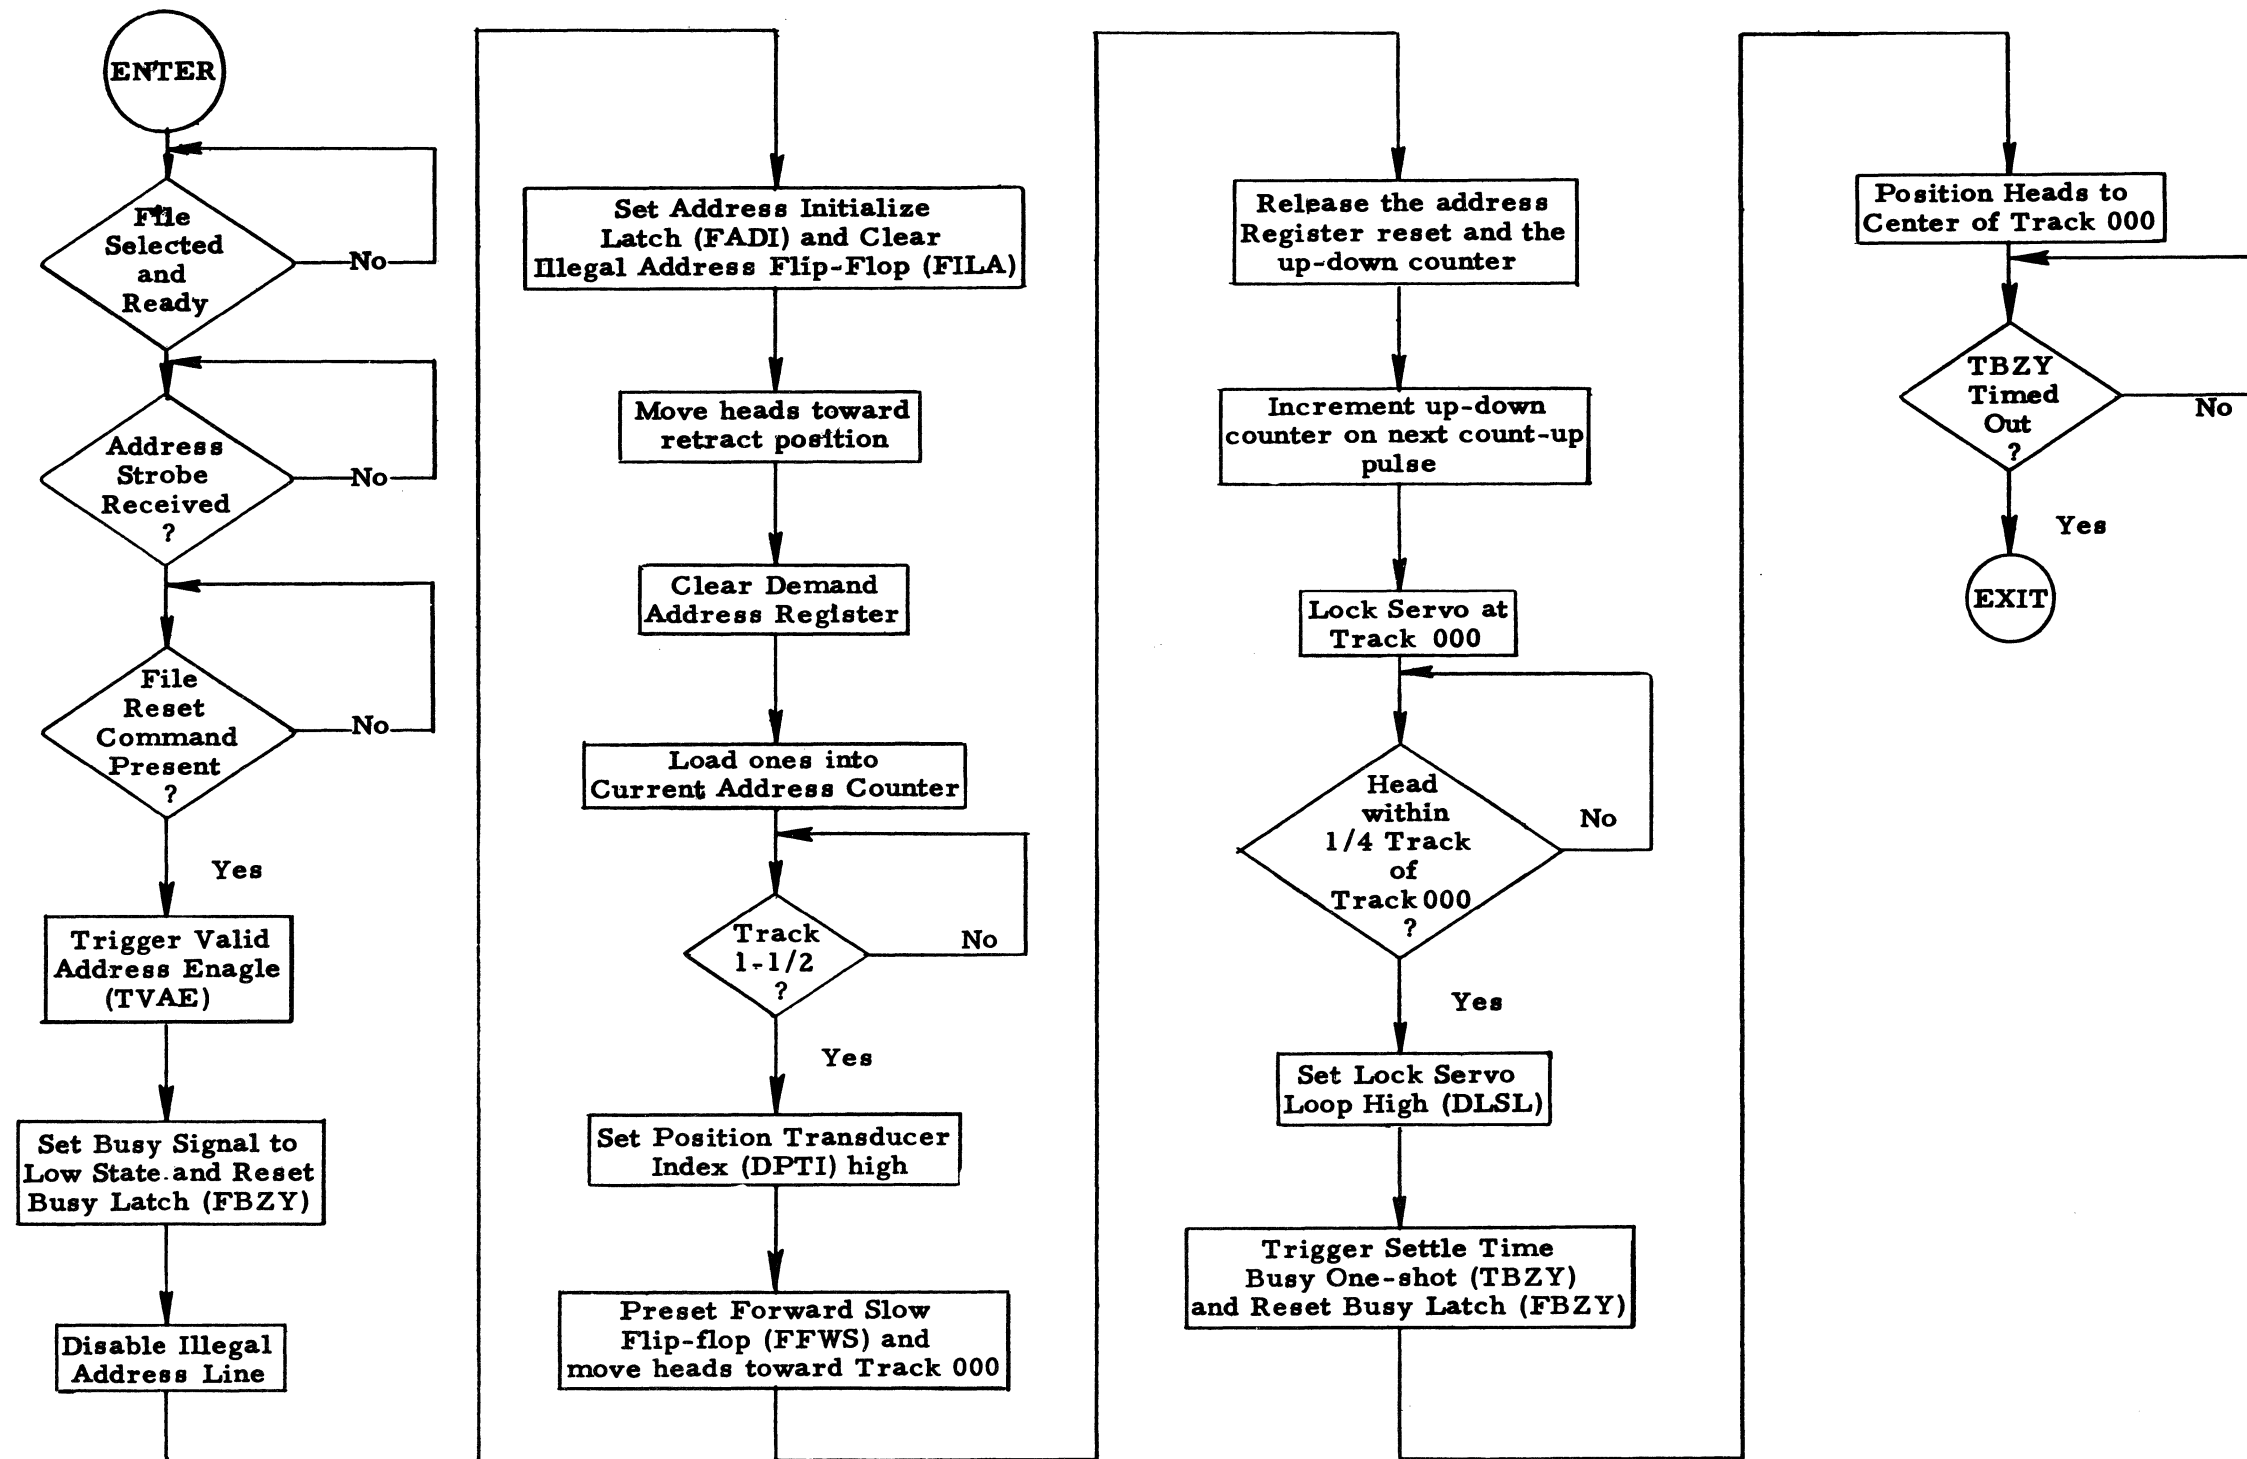 ENTER
File
Selected
and
Ready
No
Address
Strobe
Received
?
No
File
Reset
Command
Present
?
No
Yes
Trigger Valid
Address Enagle
(TVAE)
Set Busy Signal to
Low State and Reset
Busy Latch (FBZY)
Disable Illegal
Address Line
Set Address Initialize
Latch (FADI) and Clear
Illegal Address Flip-Flop (FILA)
Move heads toward
retract position
Clear Demand
Address Register
Load ones into
Current Address Counter
Track
1-1/2
?
No
Yes
Set Position Transducer
Index (DPTI) high
Preset Forward Slow
Flip-flop (FFWS) and
move heads toward Track 000
Release the address
Register reset and the
up-down counter
Increment up-down
counter on next count-up
pulse
Lock Servo at
Track 000
Head
within
1/4 Track
of
Track 000
?
No
Yes
Set Lock Servo
Loop High (DLSL)
Trigger Settle Time
Busy One-shot (TBZY)
and Reset Busy Latch (FBZY)
Position Heads to
Center of Track 000
TBZY
Timed
Out
?
No
Yes
EXIT